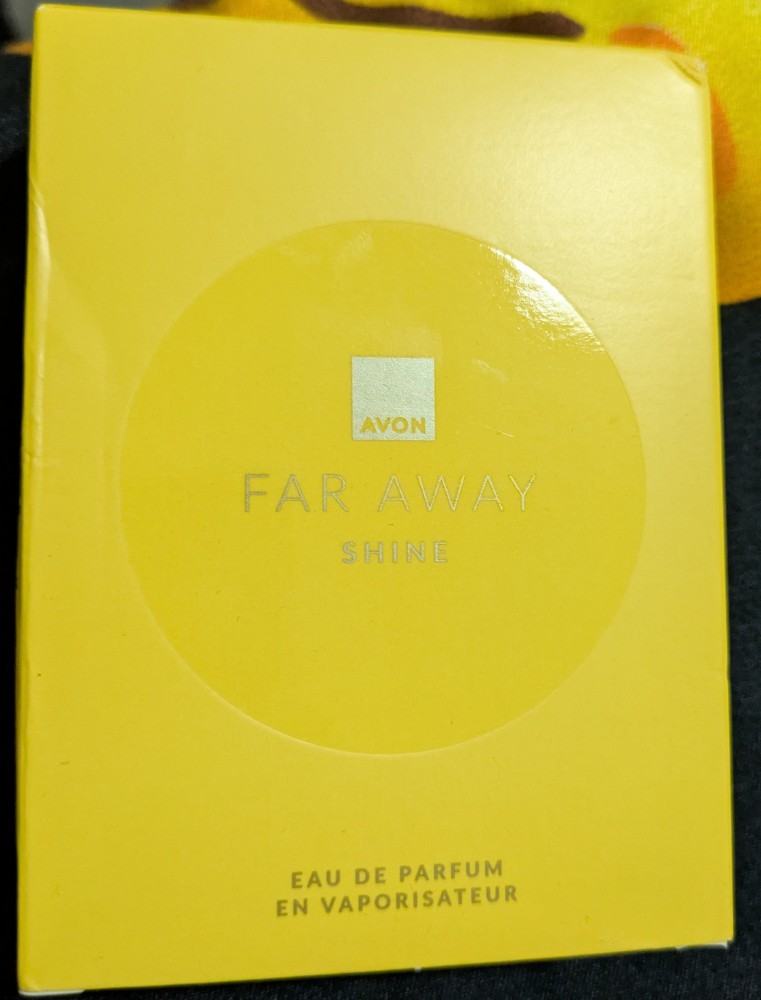 AVON
FAR AWAY
SHINE
EAU DE PARFUM
EN VAPORISATEUR